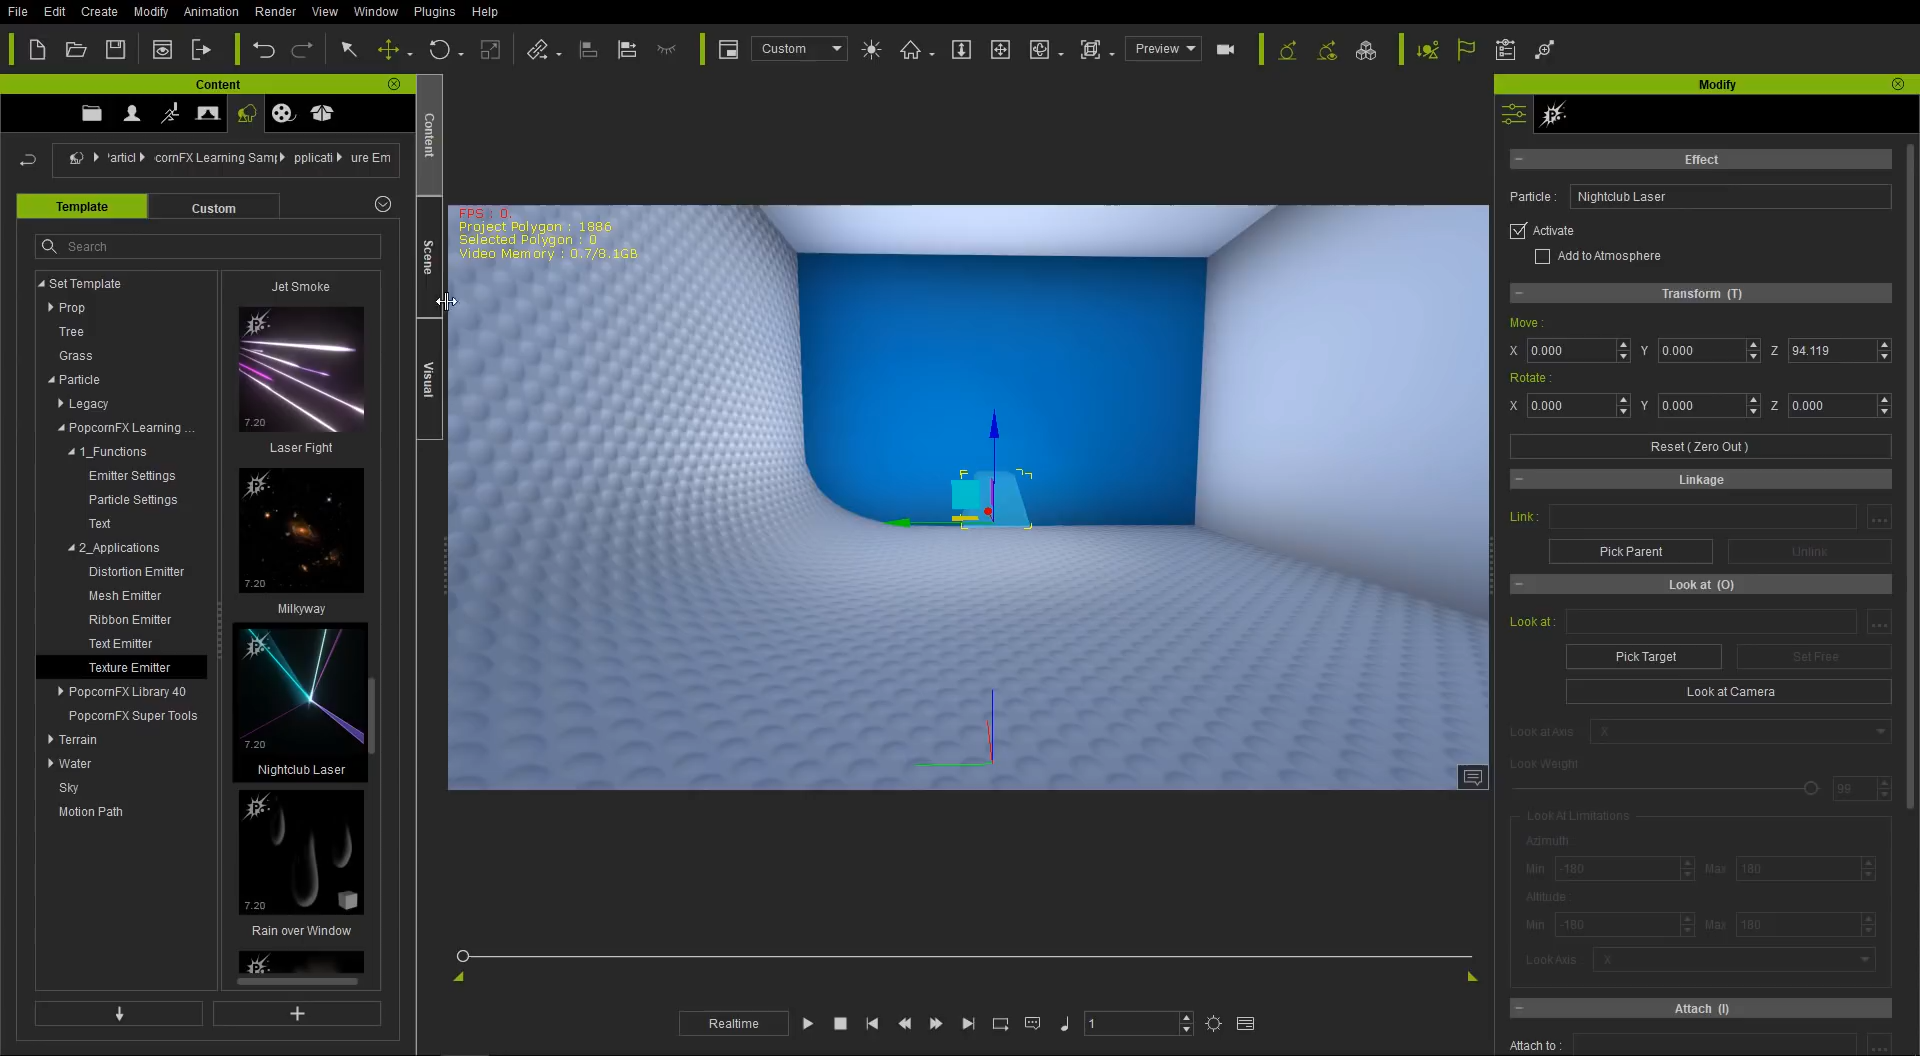 File Edit Create Modify Animation Render View Window Plugins Help
Custom
Preview
Content
Modify
'articl
cornFX Learning Samp
pplicati
ure Em
Template
Custom
Search
Set Template
Prop
Tree
Grass
Particle
Legacy
PopcornFX Learning ...
1_Functions
Emitter Settings
Particle Settings
Text
2_Applications
Distortion Emitter
Mesh Emitter
Ribbon Emitter
Text Emitter
Texture Emitter
PopcornFX Library 40
PopcornFX Super Tools
Terrain
Water
Sky
Motion Path
Jet Smoke
7.20
Laser Fight
7.20
Milkyway
7.20
Nightclub Laser
7.20
Rain over Window
Content
Scene
Visual
FPS : 0.
Project Polygon : 1886
Selected Polygon : 0
Video Memory : 0.7/8.1GB
Realtime
1
Effect
Particle : Nightclub Laser
Activate
Add to Atmosphere
Transform (T)
Move :
X 0.000 Y 0.000 Z 94.119
Rotate :
X 0.000 Y 0.000 Z 0.000
Reset ( Zero Out )
Linkage
Link : ...
Pick Parent Unlink
Look at (O)
Look at : ...
Pick Target Set Free
Look at Camera
Look at Axis X
Look Weight
99
Look At Limitations
Azimuth:
Min -180 Max 180
Altitude:
Min -180 Max 180
Look Axis X
Attach (I)
Attach to : ...